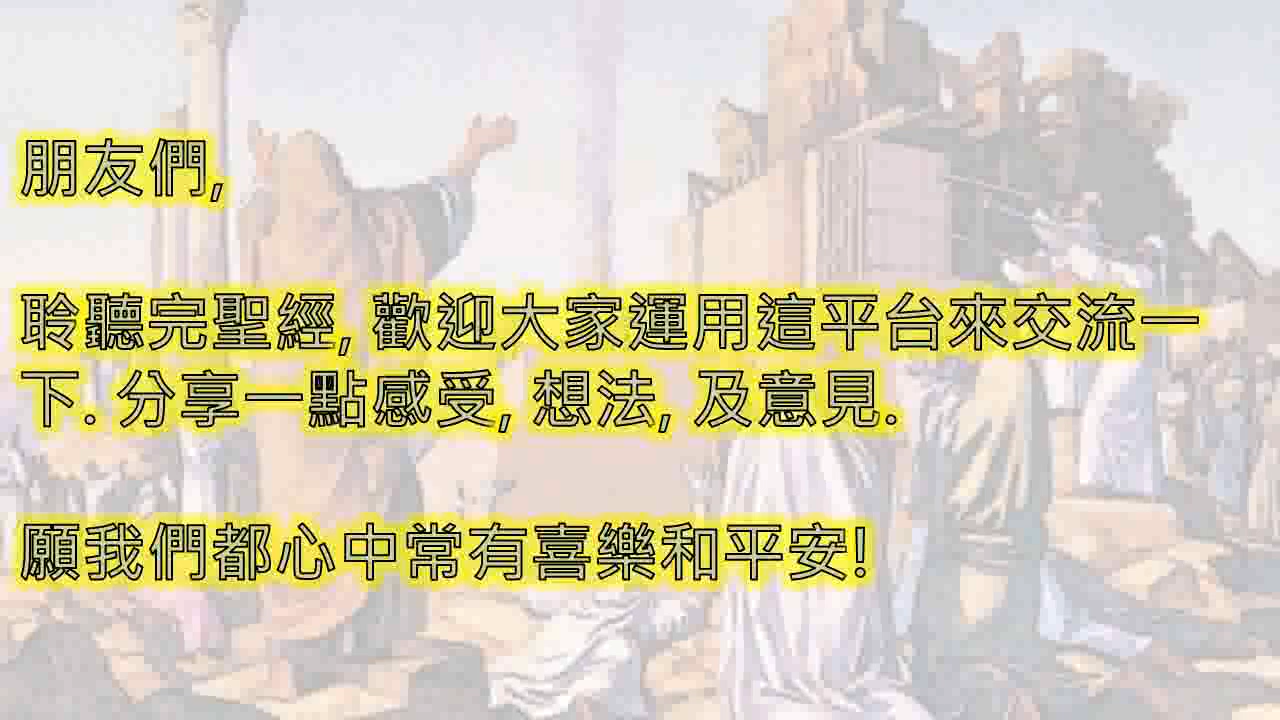 朋友們,
聆聽完聖經, 歡迎大家運用這平台來交流一
下. 分享一點感受, 想法, 及意見.
願我們都心中常有喜樂和平安!